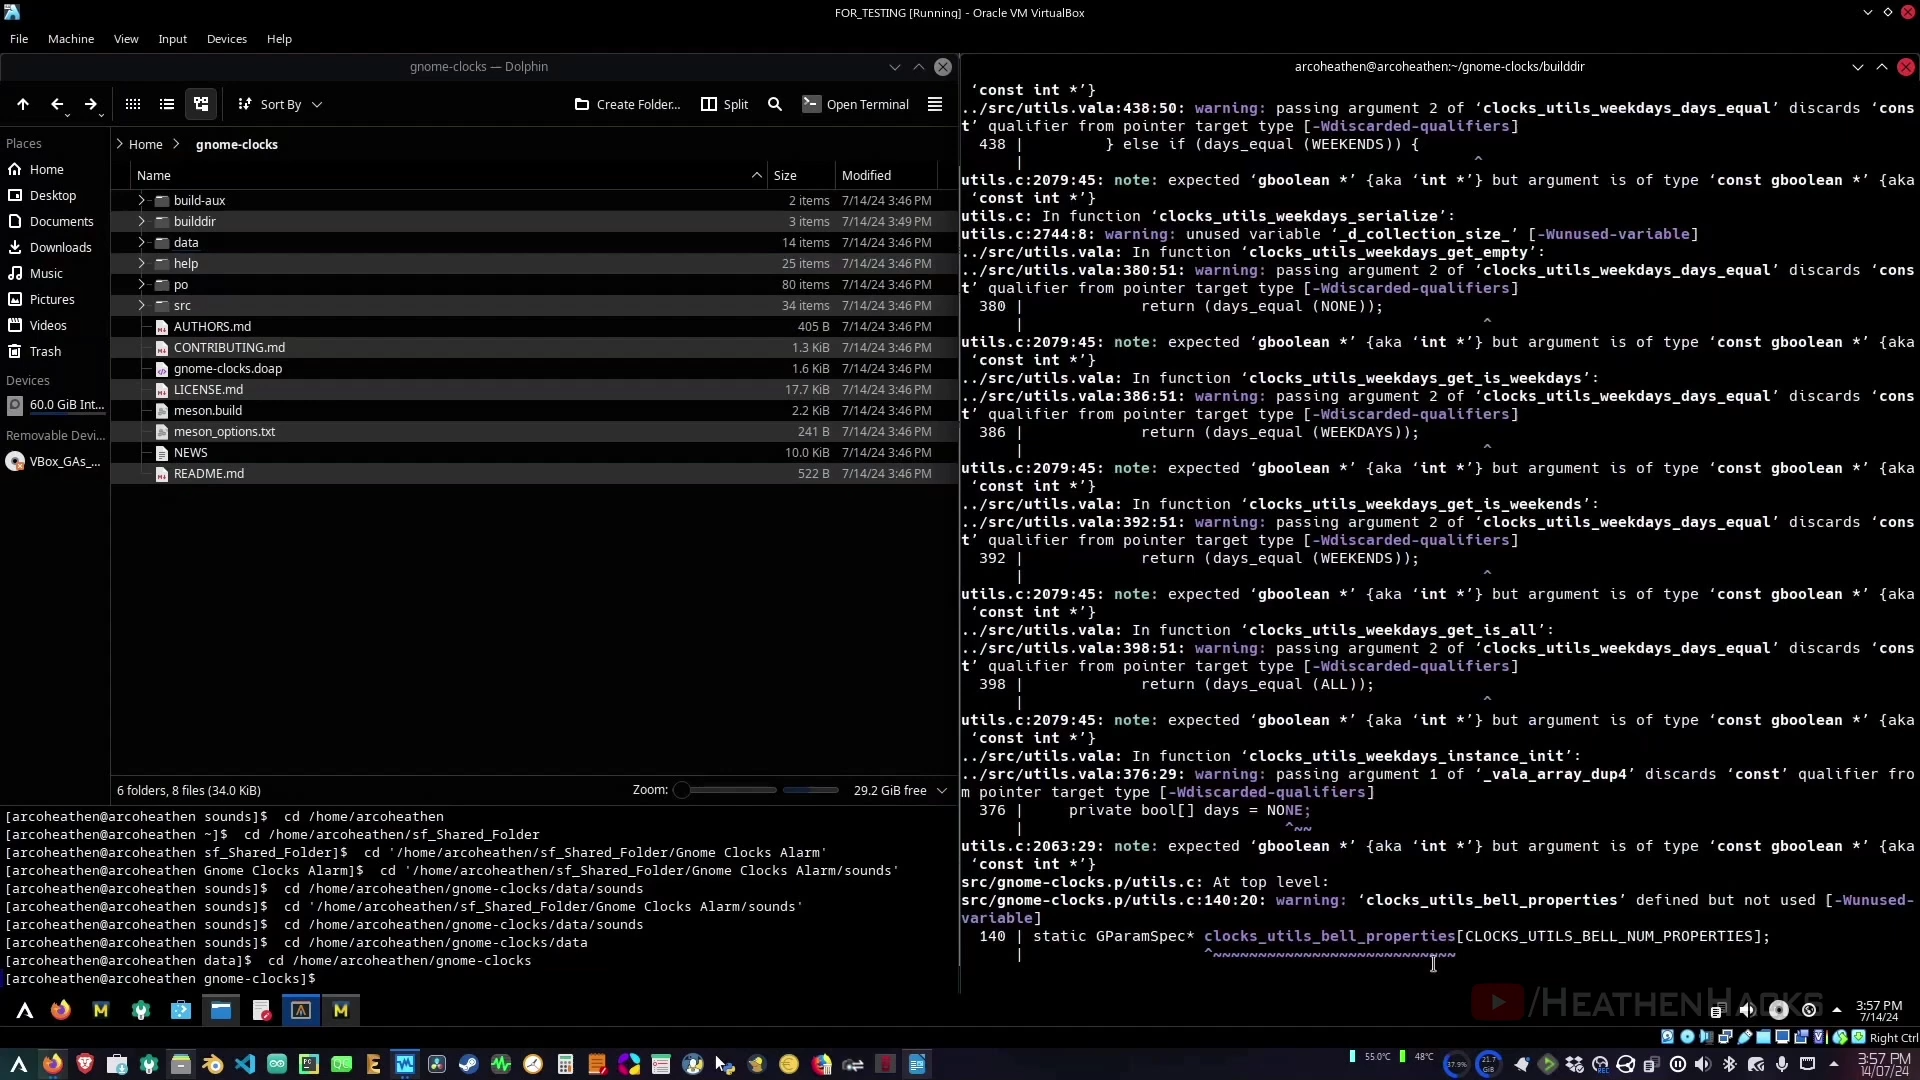 FOR_TESTING [Running] - Oracle VM VirtualBox
File Machine View Input Devices Help
gnome-clocks — Dolphin
Sort By
Create Folder...
Split
Open Terminal
Places
Home
Desktop
Documents
Downloads
Music
Pictures
Videos
Trash
Devices
60.0 GiB Int...
Removable Devi...
VBox_GAs_...
Home gnome-clocks
Name Size Modified
build-aux 2 items 7/14/24 3:46 PM
builddir 3 items 7/14/24 3:49 PM
data 14 items 7/14/24 3:46 PM
help 25 items 7/14/24 3:46 PM
po 80 items 7/14/24 3:46 PM
src 34 items 7/14/24 3:46 PM
AUTHORS.md 405 B 7/14/24 3:46 PM
CONTRIBUTING.md 1.3 KiB 7/14/24 3:46 PM
gnome-clocks.doap 1.6 KiB 7/14/24 3:46 PM
LICENSE.md 17.7 KiB 7/14/24 3:46 PM
meson.build 2.2 KiB 7/14/24 3:46 PM
meson_options.txt 241 B 7/14/24 3:46 PM
NEWS 10.0 KiB 7/14/24 3:46 PM
README.md 522 B 7/14/24 3:46 PM
6 folders, 8 files (34.0 KiB)
Zoom:
29.2 GiB free
[arcoheathen@arcoheathen sounds]$  cd /home/arcoheathen
[arcoheathen@arcoheathen ~]$  cd /home/arcoheathen/sf_Shared_Folder
[arcoheathen@arcoheathen sf_Shared_Folder]$  cd '/home/arcoheathen/sf_Shared_Folder/Gnome Clocks Alarm'
[arcoheathen@arcoheathen Gnome Clocks Alarm]$  cd '/home/arcoheathen/sf_Shared_Folder/Gnome Clocks Alarm/sounds'
[arcoheathen@arcoheathen sounds]$  cd /home/arcoheathen/gnome-clocks/data/sounds
[arcoheathen@arcoheathen sounds]$  cd '/home/arcoheathen/sf_Shared_Folder/Gnome Clocks Alarm/sounds'
[arcoheathen@arcoheathen sounds]$  cd /home/arcoheathen/gnome-clocks/data/sounds
[arcoheathen@arcoheathen sounds]$  cd /home/arcoheathen/gnome-clocks/data
[arcoheathen@arcoheathen data]$  cd /home/arcoheathen/gnome-clocks
[arcoheathen@arcoheathen gnome-clocks]$
arcoheathen@arcoheathen:~/gnome-clocks/builddir
‘const int *’}
../src/utils.vala:438:50: warning: passing argument 2 of ‘clocks_utils_weekdays_days_equal’ discards ‘cons
t’ qualifier from pointer target type [-Wdiscarded-qualifiers]
438 |         } else if (days_equal (WEEKENDS)) {
|                                                  ^
utils.c:2079:45: note: expected ‘gboolean *’ {aka ‘int *’} but argument is of type ‘const gboolean *’ {aka
‘const int *’}
utils.c: In function ‘clocks_utils_weekdays_serialize’:
utils.c:2744:8: warning: unused variable ‘_d_collection_size_’ [-Wunused-variable]
../src/utils.vala: In function ‘clocks_utils_weekdays_get_empty’:
../src/utils.vala:380:51: warning: passing argument 2 of ‘clocks_utils_weekdays_days_equal’ discards ‘cons
t’ qualifier from pointer target type [-Wdiscarded-qualifiers]
380 |             return (days_equal (NONE));
|                                                   ^
utils.c:2079:45: note: expected ‘gboolean *’ {aka ‘int *’} but argument is of type ‘const gboolean *’ {aka
‘const int *’}
../src/utils.vala: In function ‘clocks_utils_weekdays_get_is_weekdays’:
../src/utils.vala:386:51: warning: passing argument 2 of ‘clocks_utils_weekdays_days_equal’ discards ‘cons
t’ qualifier from pointer target type [-Wdiscarded-qualifiers]
386 |             return (days_equal (WEEKDAYS));
|                                                   ^
utils.c:2079:45: note: expected ‘gboolean *’ {aka ‘int *’} but argument is of type ‘const gboolean *’ {aka
‘const int *’}
../src/utils.vala: In function ‘clocks_utils_weekdays_get_is_weekends’:
../src/utils.vala:392:51: warning: passing argument 2 of ‘clocks_utils_weekdays_days_equal’ discards ‘cons
t’ qualifier from pointer target type [-Wdiscarded-qualifiers]
392 |             return (days_equal (WEEKENDS));
|                                                   ^
utils.c:2079:45: note: expected ‘gboolean *’ {aka ‘int *’} but argument is of type ‘const gboolean *’ {aka
‘const int *’}
../src/utils.vala: In function ‘clocks_utils_weekdays_get_is_all’:
../src/utils.vala:398:51: warning: passing argument 2 of ‘clocks_utils_weekdays_days_equal’ discards ‘cons
t’ qualifier from pointer target type [-Wdiscarded-qualifiers]
398 |             return (days_equal (ALL));
|                                                   ^
utils.c:2079:45: note: expected ‘gboolean *’ {aka ‘int *’} but argument is of type ‘const gboolean *’ {aka
‘const int *’}
../src/utils.vala: In function ‘clocks_utils_weekdays_instance_init’:
../src/utils.vala:376:29: warning: passing argument 1 of ‘_vala_array_dup4’ discards ‘const’ qualifier fro
m pointer target type [-Wdiscarded-qualifiers]
376 |     private bool[] days = NONE;
|                             ^~~
utils.c:2063:29: note: expected ‘gboolean *’ {aka ‘int *’} but argument is of type ‘const gboolean *’ {aka
‘const int *’}
src/gnome-clocks.p/utils.c: At top level:
src/gnome-clocks.p/utils.c:140:20: warning: ‘clocks_utils_bell_properties’ defined but not used [-Wunused-
variable]
140 | static GParamSpec* clocks_utils_bell_properties[CLOCKS_UTILS_BELL_NUM_PROPERTIES];
|                    ^~~~~~~~~~~~~~~~~~~~~~~~~~~~
/HEATHENHACKS
3:57 PM
7/14/24
Right Ctrl
55.0°C
48°C
37.9%
21.7
GiB
3:57 PM
14/07/24